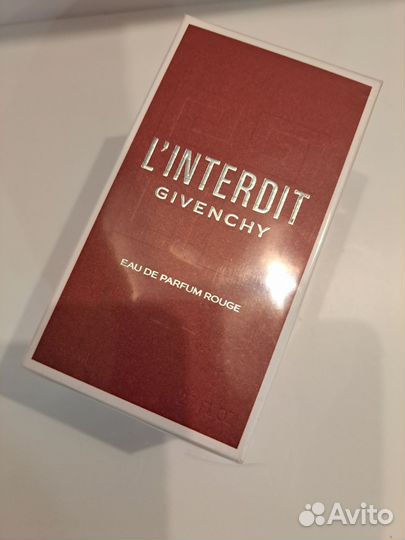 L'INTERDIT
GIVENCHY
EAU DE PARFUM ROUGE
Avito